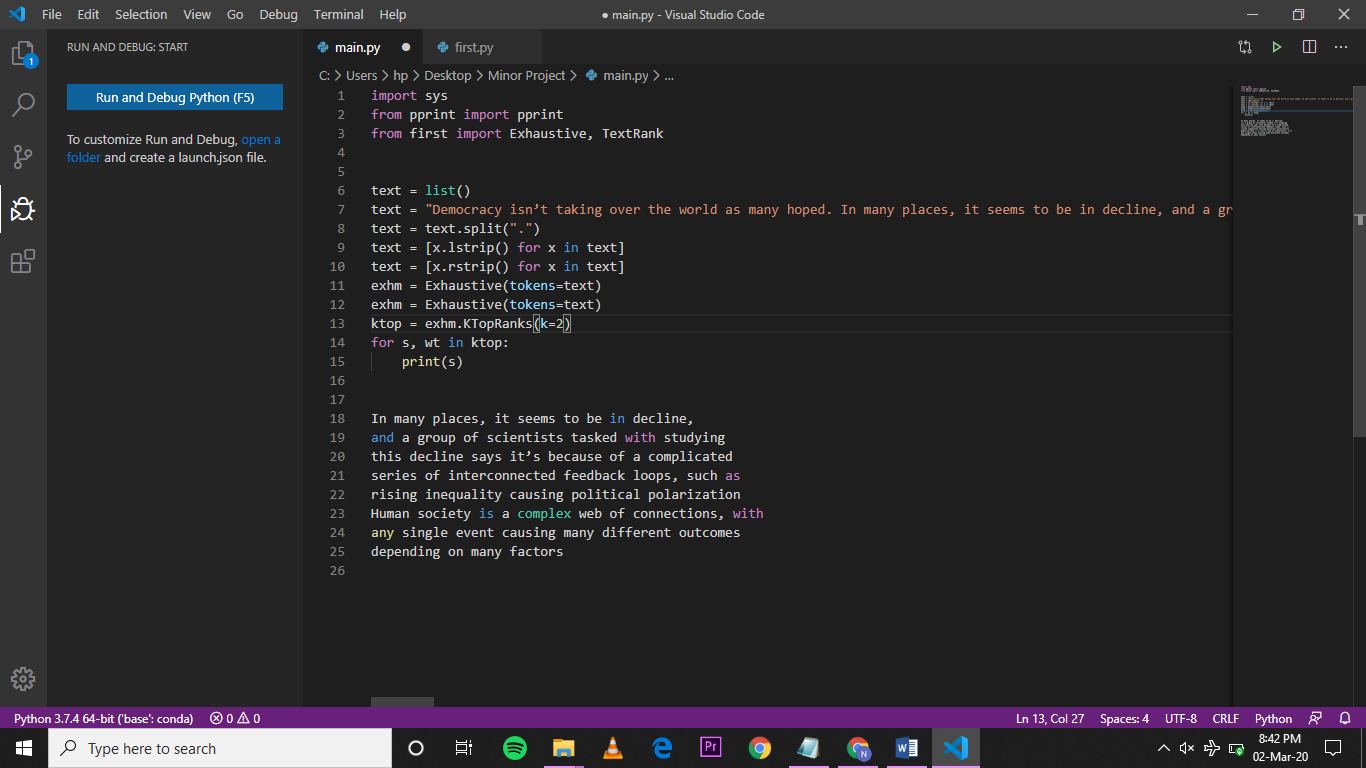 File Edit Selection View Go Debug Terminal Help
● main.py - Visual Studio Code
1
RUN AND DEBUG: START
Run and Debug Python (F5)
To customize Run and Debug, open a
folder and create a launch.json file.
main.py ●
first.py
C: > Users > hp > Desktop > Minor Project > main.py > ...
1 import sys
2 from pprint import pprint
3 from first import Exhaustive, TextRank
4
5
6 text = list()
7 text = "Democracy isn’t taking over the world as many hoped. In many places, it seems to be in decline, and a gr
8 text = text.split(".")
9 text = [x.lstrip() for x in text]
10 text = [x.rstrip() for x in text]
11 exhm = Exhaustive(tokens=text)
12 exhm = Exhaustive(tokens=text)
13 ktop = exhm.KTopRanks(k=2)
14 for s, wt in ktop:
15     print(s)
16
17
18 In many places, it seems to be in decline,
19 and a group of scientists tasked with studying
20 this decline says it’s because of a complicated
21 series of interconnected feedback loops, such as
22 rising inequality causing political polarization
23 Human society is a complex web of connections, with
24 any single event causing many different outcomes
25 depending on many factors
26
Python 3.7.4 64-bit ('base': conda) 0 0
Ln 13, Col 27 Spaces: 4 UTF-8 CRLF Python
Type here to search
Pr
N
W
8:42 PM
02-Mar-20